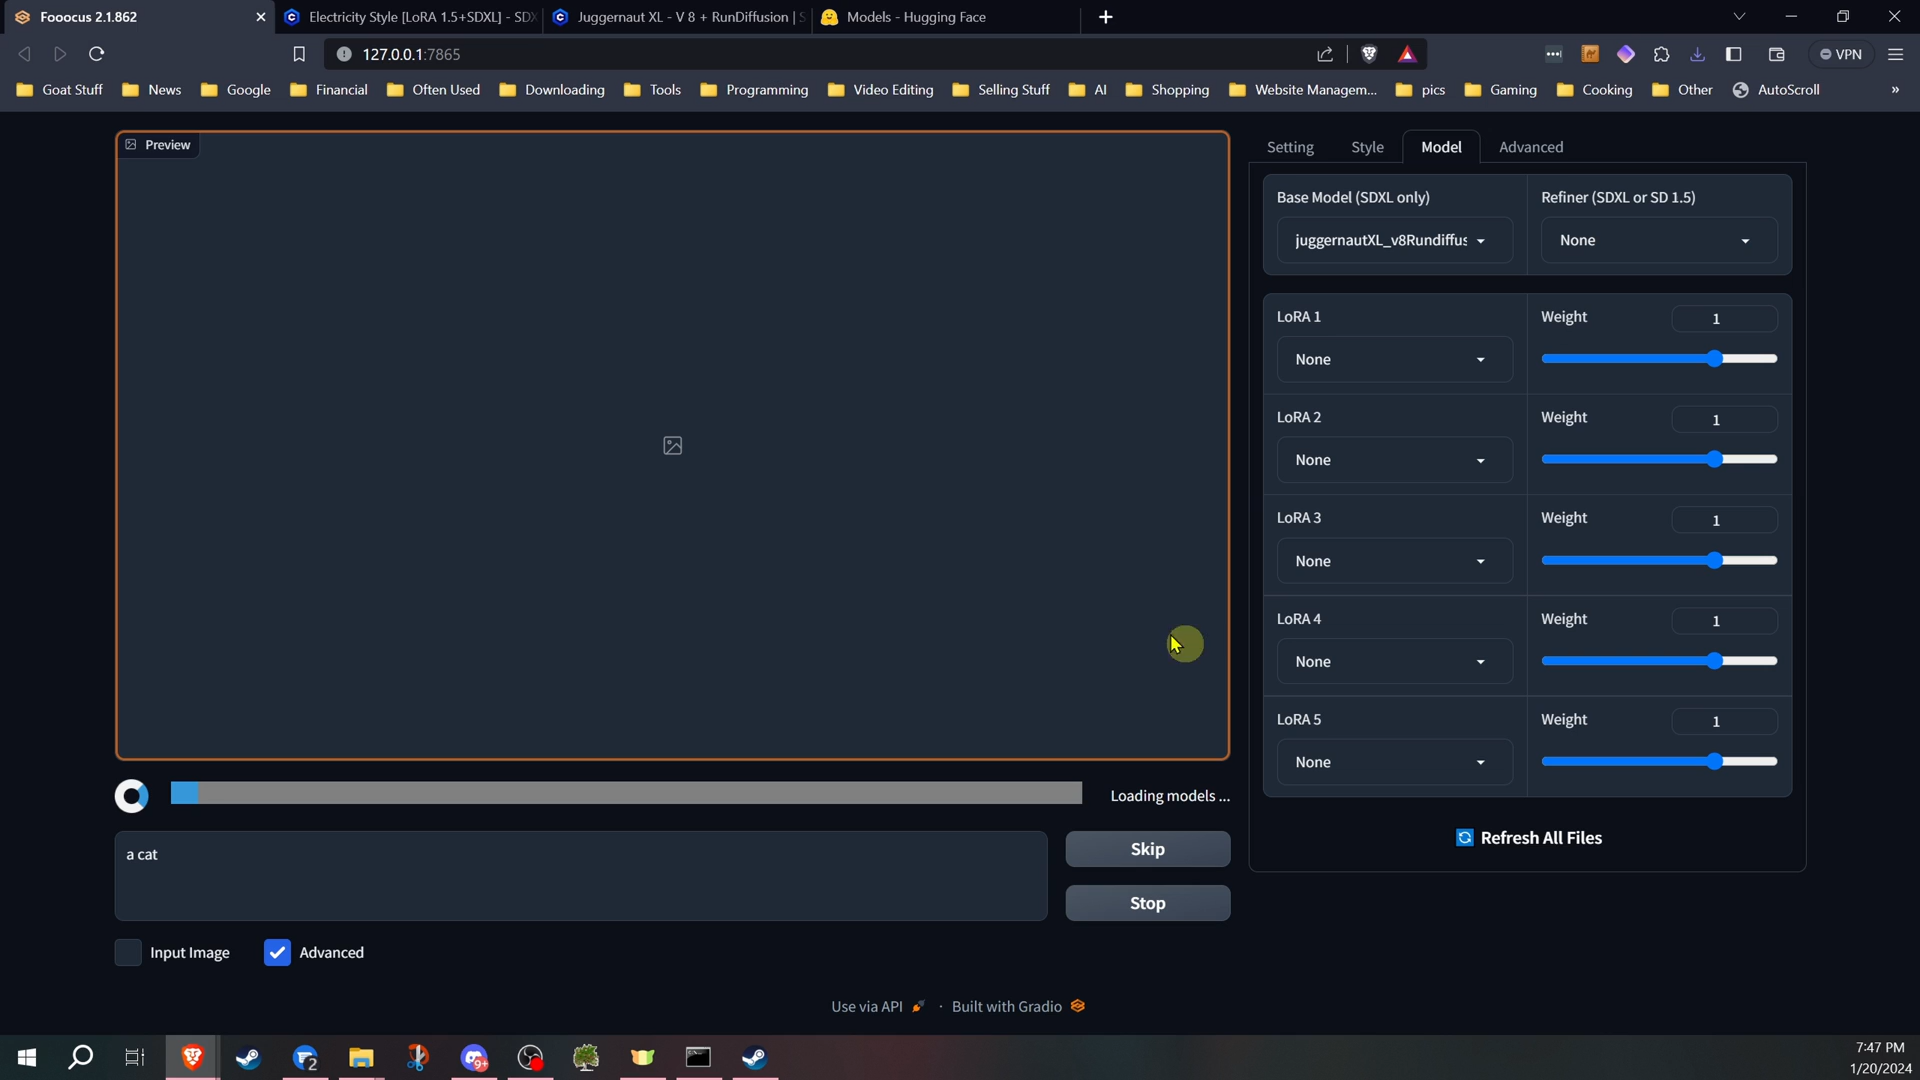 Fooocus 2.1.862
Electricity Style [LoRA 1.5+SDXL] - SDX
Juggernaut XL - V 8 + RunDiffusion | S
Models - Hugging Face
127.0.0.1:7865
VPN
Goat Stuff
News
Google
Financial
Often Used
Downloading
Tools
Programming
Video Editing
Selling Stuff
AI
Shopping
Website Managem...
pics
Gaming
Cooking
Other
AutoScroll
»
Preview
Setting
Style
Model
Advanced
Base Model (SDXL only)
Refiner (SDXL or SD 1.5)
juggernautXL_v8Rundiffus
None
LoRA 1
Weight
1
None
LoRA 2
Weight
1
None
LoRA 3
Weight
1
None
LoRA 4
Weight
1
None
LoRA 5
Weight
1
None
Loading models ...
Refresh All Files
a cat
Skip
Stop
Input Image
Advanced
Use via API
·
Built with Gradio
2
9+
7:47 PM
1/20/2024